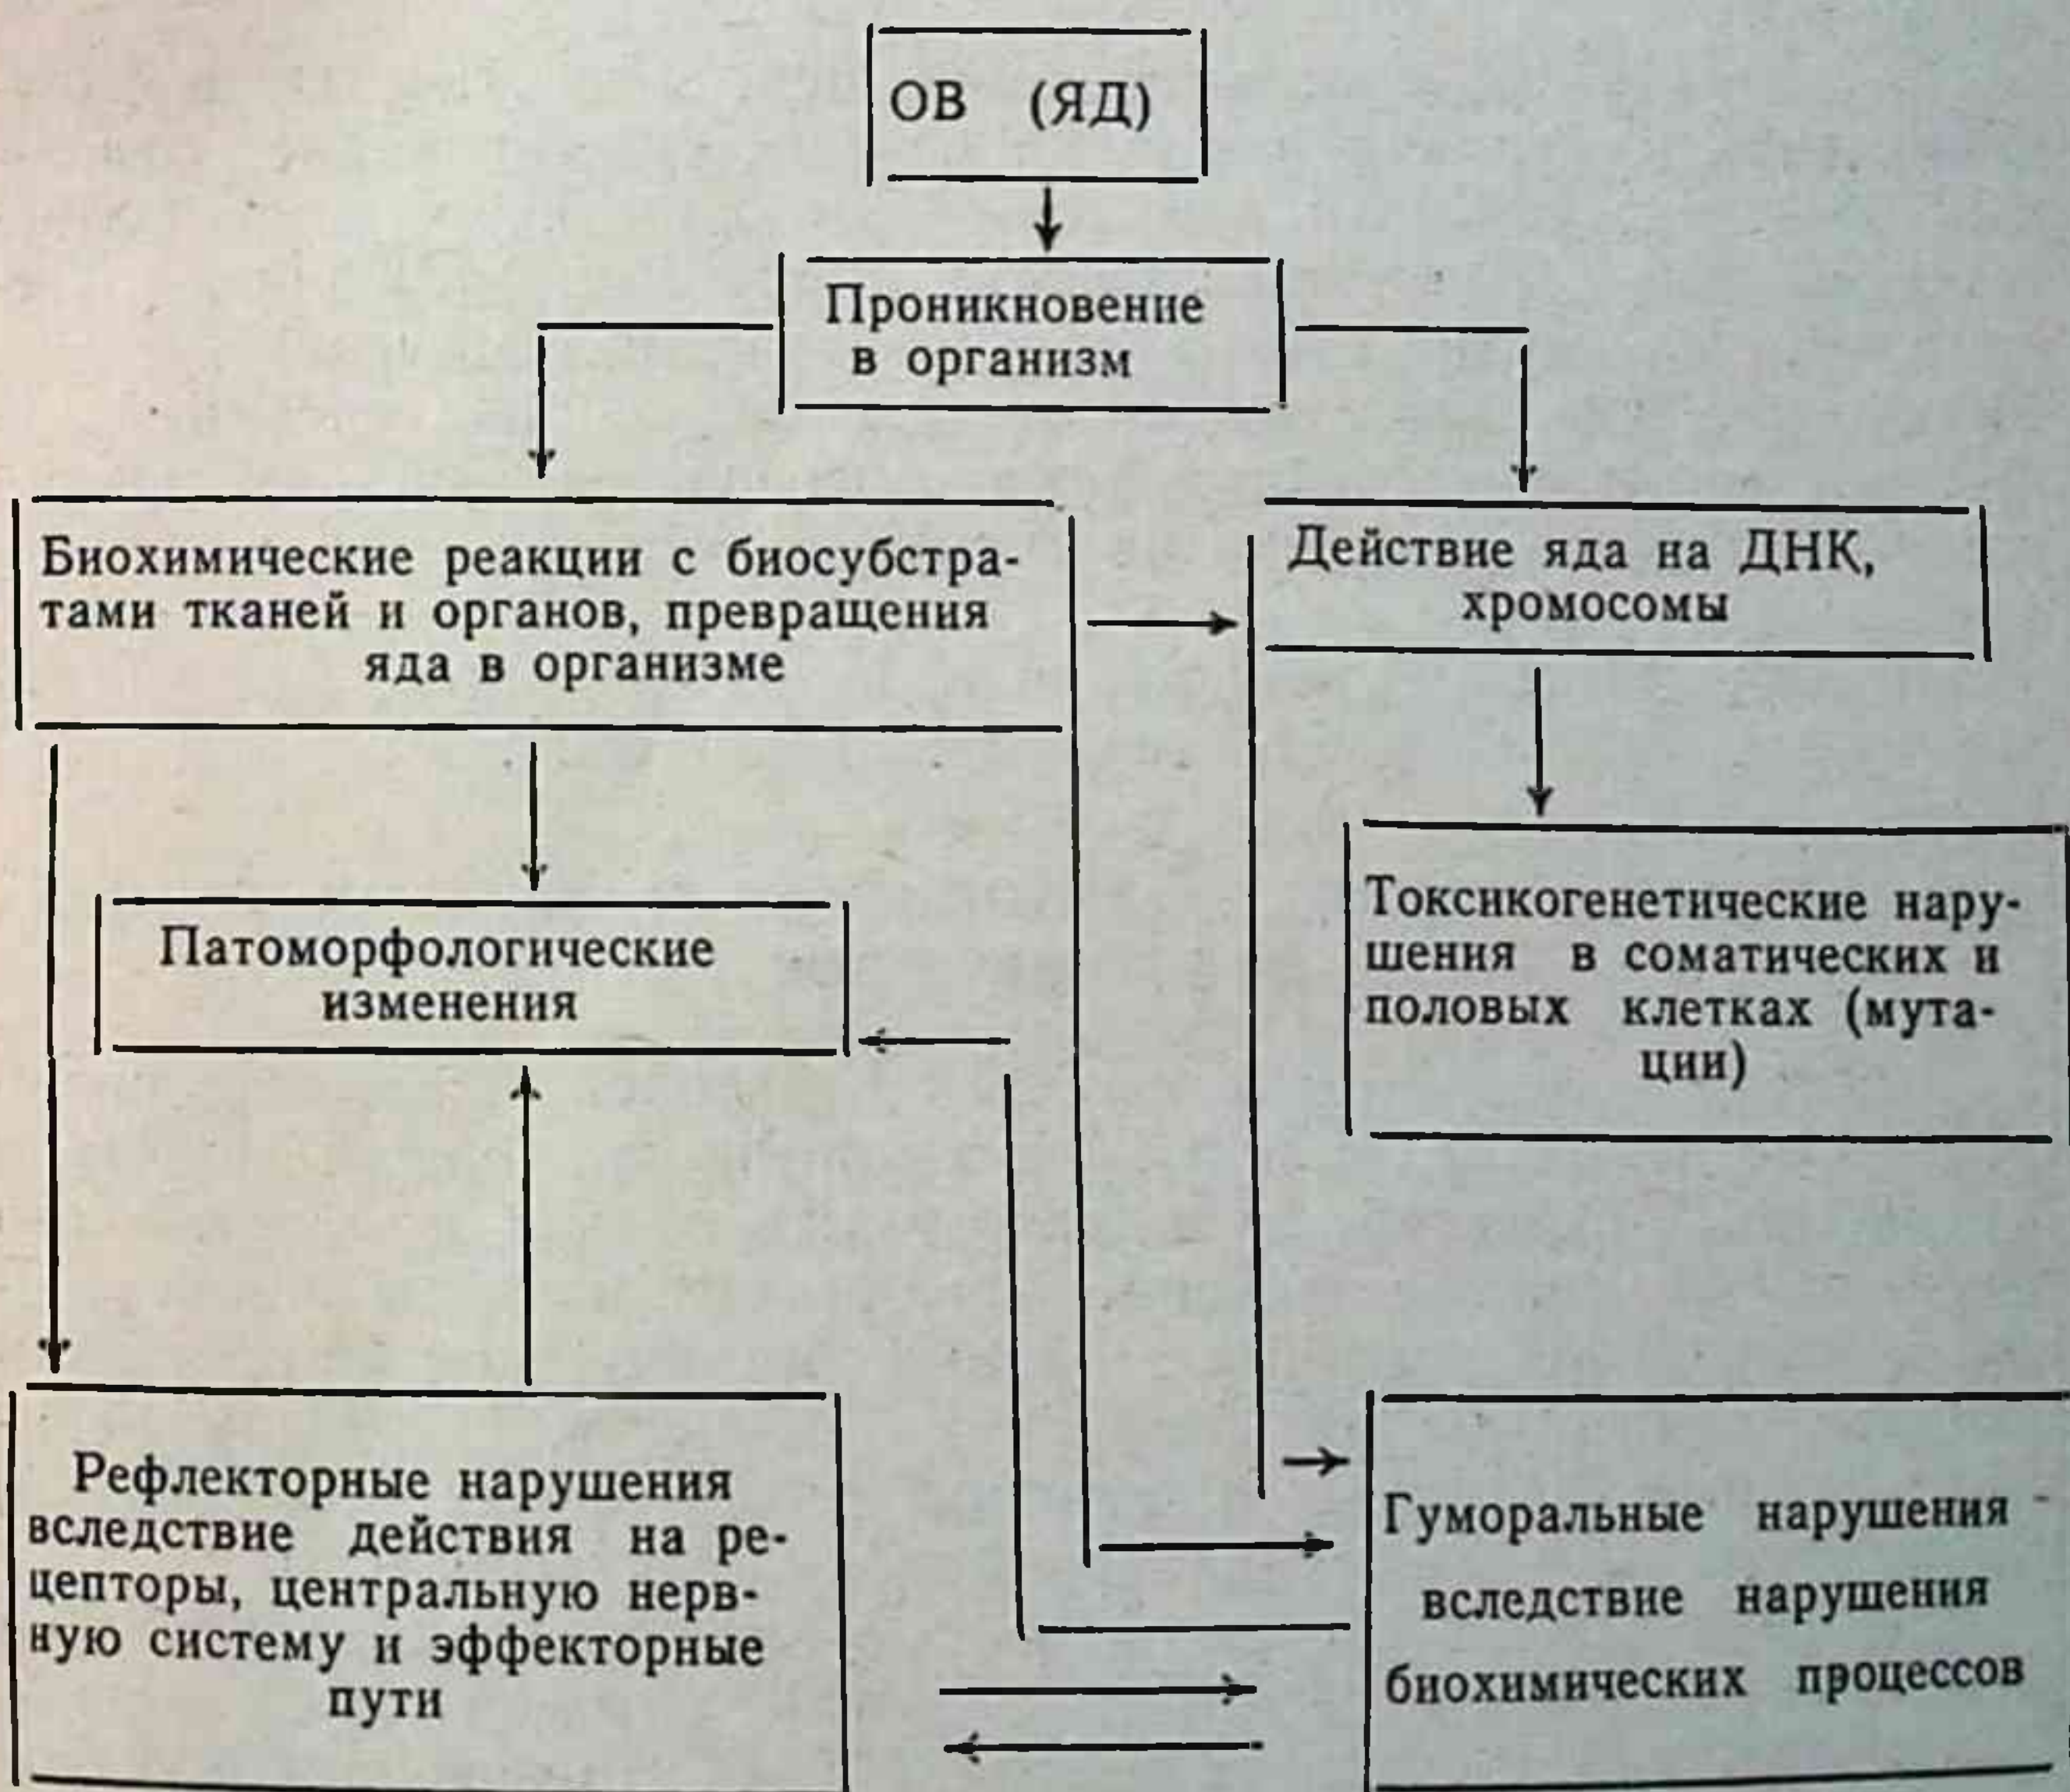 ОВ (ЯД)
Проникновение
в организм
Биохимические реакции с биосубстра-
тами тканей и органов, превращения
яда в организме
Действие яда на ДНК,
хромосомы
Патоморфологические
изменения
Токсикогенетические нару-
шения в соматических и
половых клетках (мута-
ции)
Рефлекторные нарушения
вследствие действия на ре-
цепторы, центральную нерв-
ную систему и эффекторные
пути
Гуморальные нарушения
вследствие нарушения
биохимических процессов